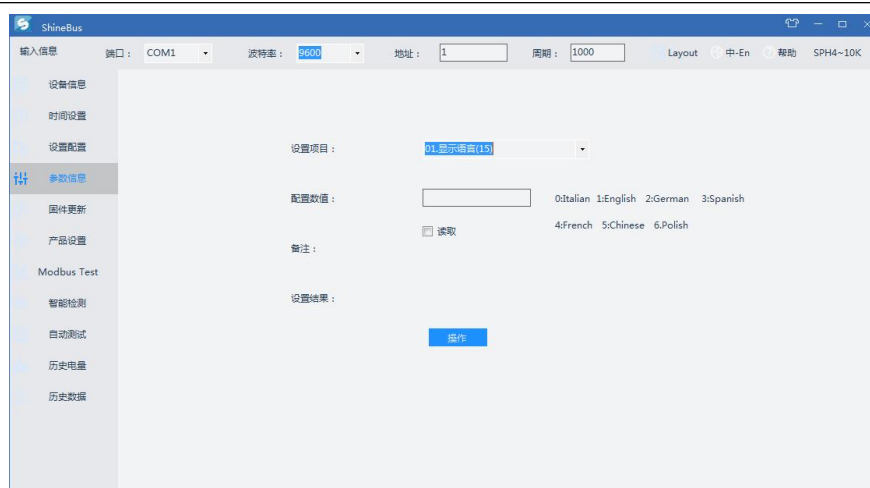 ShineBus
输入信息 端口： COM1 波特率： 9600 地址： 1 周期： 1000 Layout 中-En 帮助 SPH4~10K
设备信息
时间设置
设置配置
设置项目： 01.显示语言(15)
参数信息
配置数值： 0:Italian 1:English 2:German 3:Spanish
固件更新
读取 4:French 5:Chinese 6.Polish
产品设置
备注：
Modbus Test
智能检测
设置结果：
自动测试
操作
历史电量
历史数据